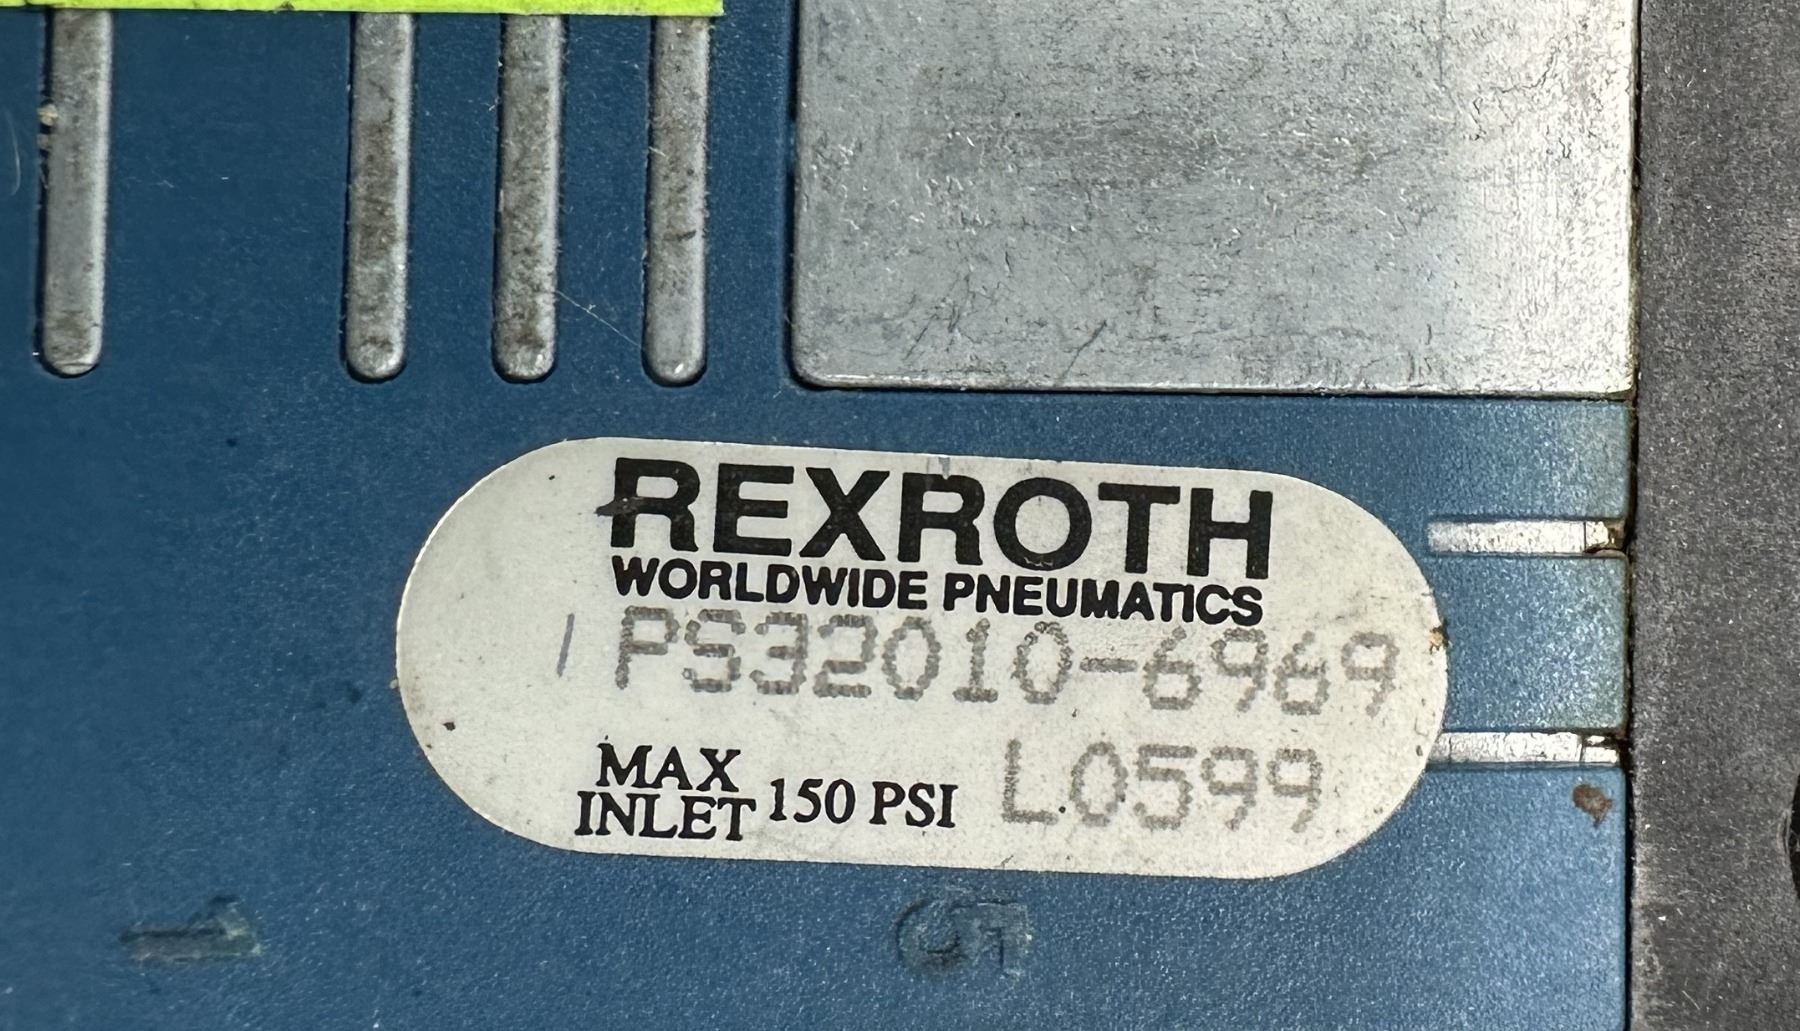 REXROTH
WORLDWIDE PNEUMATICS
PS32010-6969
MAX INLET 150 PSI L0599